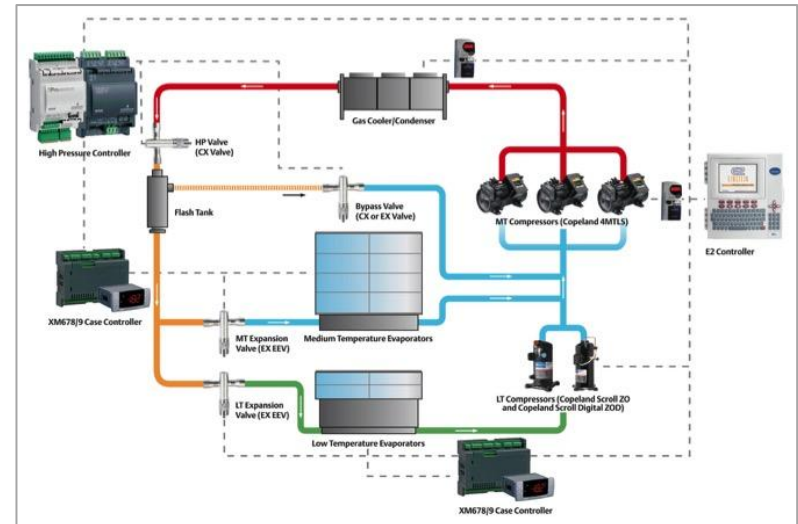 Gas Cooler/Condenser
High Pressure Controller
HP Valve
(CX Valve)
Flash Tank
Bypass Valve
(CX or EX Valve)
MT Compressors (Copeland 4MTLS)
E2 Controller
XM678/9 Case Controller
MT Expansion
Valve (EX EEV)
Medium Temperature Evaporators
LT Compressors (Copeland Scroll ZO
and Copeland Scroll Digital ZOD)
LT Expansion
Valve (EX EEV)
Low Temperature Evaporators
XM678/9 Case Controller